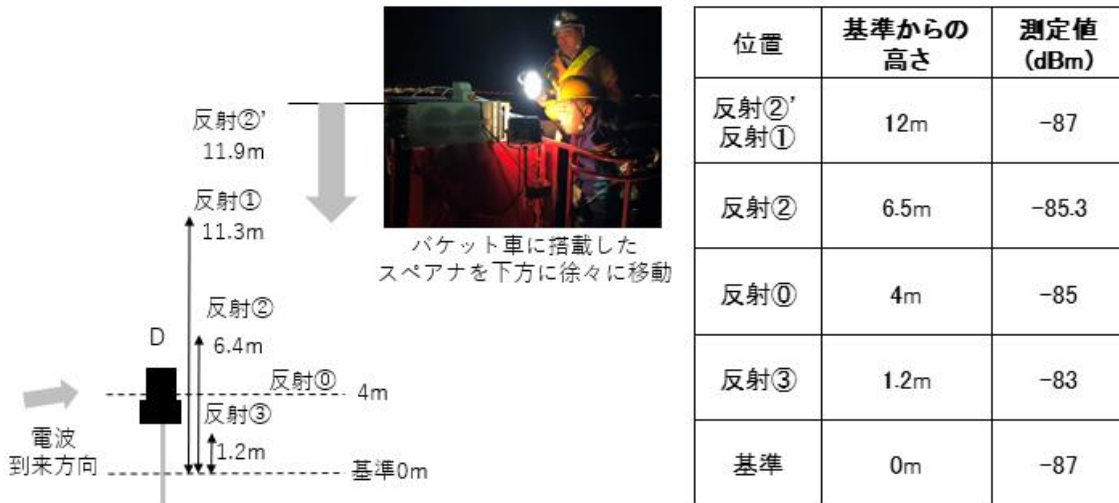 反射②’
11.9m
反射①
11.3m
バケット車に搭載した
スペアナを下方に徐々に移動
反射②
6.4m
D
反射⓪
4m
反射③
1.2m
電波
到来方向
基準0m
位置
基準からの
高さ
測定値
(dBm)
反射②’
反射①
12m
-87
反射②
6.5m
-85.3
反射⓪
4m
-85
反射③
1.2m
-83
基準
0m
-87